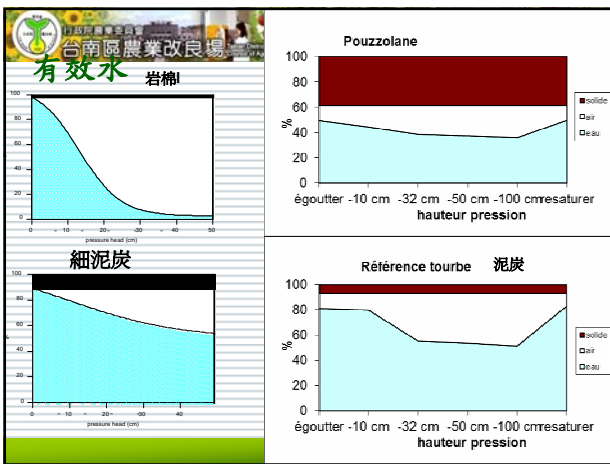 行政院農業委員會
台南區農業改良場
Tainan District
有效水
岩棉
100
80
60
40
20
0
0 - 10 - 20 -30 - 40 50
pressure head (cm)
細泥炭
100
80
60
40
20
0
0 - 10 - 20 -30 40
pressure head (cm)
Pouzzolane
100
80
60
40
20
0
%
égoutter -10 cm -32 cm -50 cm -100 cm resaturer
hauteur pression
solide
air
eau
Référence tourbe 泥炭
100
80
60
40
20
0
%
égoutter -10 cm -32 cm -50 cm -100 cm resaturer
hauteur pression
solide
air
eau